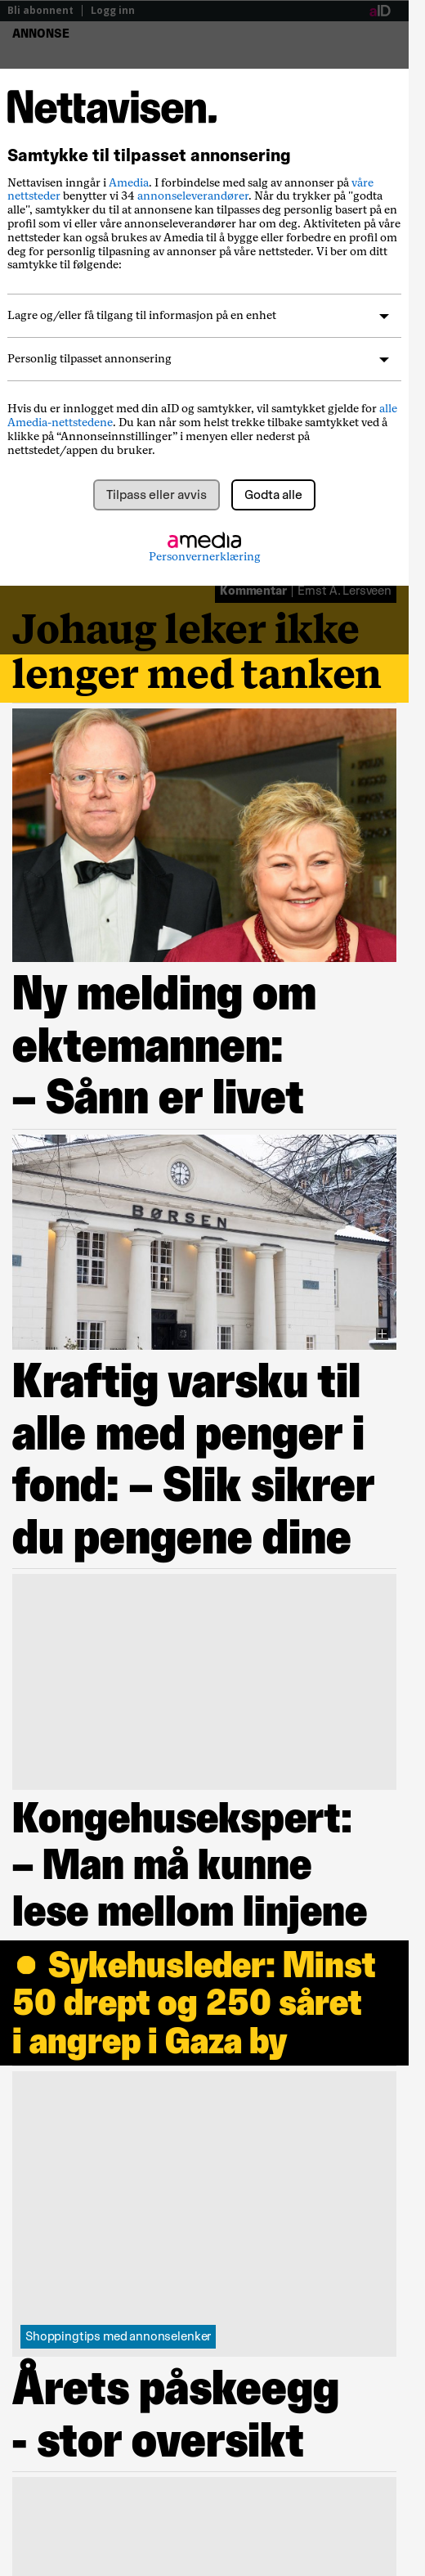 Bli abonnent | Logg inn
aID
ANNONSE
Nettavisen.
Samtykke til tilpasset annonsering
Nettavisen inngår i Amedia. I forbindelse med salg av annonser på våre
nettsteder benytter vi 34 annonseleverandører. Når du trykker på "godta
alle", samtykker du til at annonsene kan tilpasses deg personlig basert på en
profil som vi eller våre annonseleverandører har om deg. Aktiviteten på våre
nettsteder kan også brukes av Amedia til å bygge eller forbedre en profil om
deg for personlig tilpasning av annonser på våre nettsteder. Vi ber om ditt
samtykke til følgende:
Lagre og/eller få tilgang til informasjon på en enhet
Personlig tilpasset annonsering
Hvis du er innlogget med din aID og samtykker, vil samtykket gjelde for alle
Amedia-nettstedene. Du kan når som helst trekke tilbake samtykket ved å
klikke på “Annonseinnstillinger” i menyen eller nederst på
nettstedet/appen du bruker.
Tilpass eller avvis
Godta alle
amedia
Personvernerklæring
Kommentar | Ernst A. Lersveen
Johaug leker ikke
lenger med tanken
Ny melding om
ektemannen:
– Sånn er livet
BØRSEN
Kraftig varsku til
alle med penger i
fond: – Slik sikrer
du pengene dine
Kongehusekspert:
– Man må kunne
lese mellom linjene
● Sykehusleder: Minst
50 drept og 250 såret
i angrep i Gaza by
Shoppingtips med annonselenker
Årets påskeegg
- stor oversikt